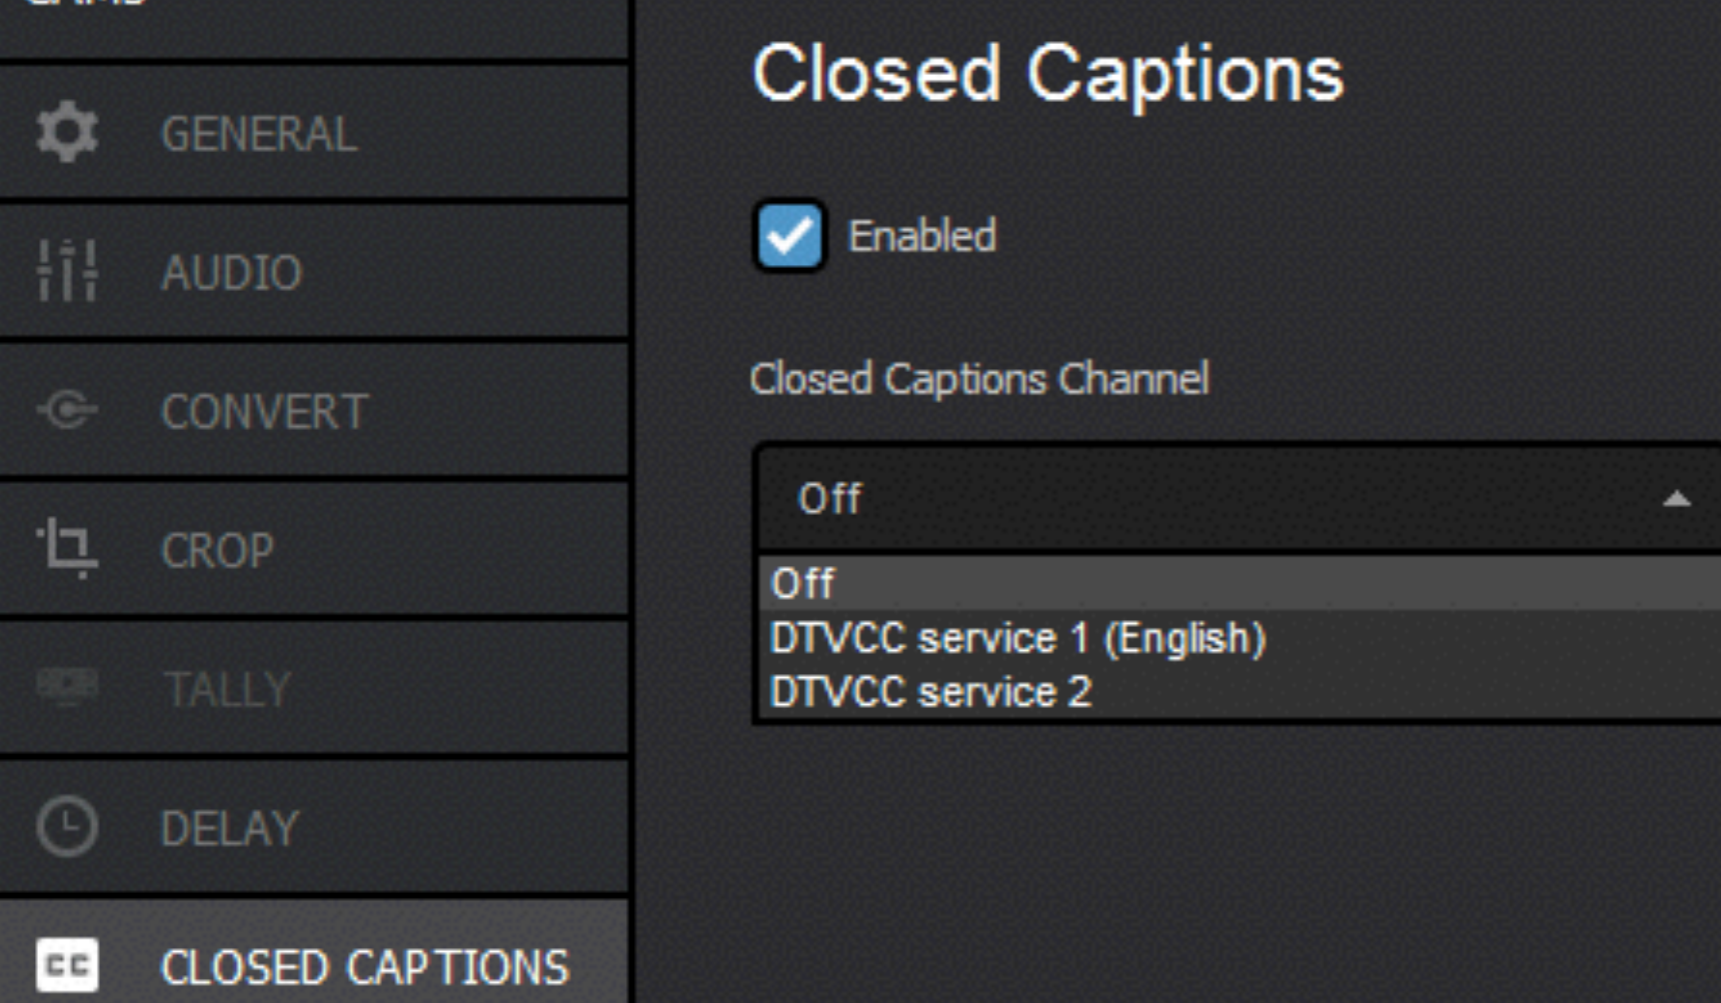 GENERAL
AUDIO
CONVERT
CROP
TALLY
DELAY
CC
CLOSED CAPTIONS
Closed Captions
Enabled
Closed Captions Channel
Off
Off
DTVCC service 1 (English)
DTVCC service 2